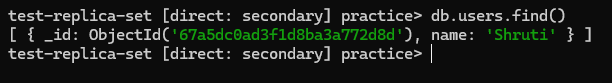 test-replica-set [direct: secondary] practice> db.users.find()
[ { _id: ObjectId('67a5dc0ad3f1d8ba3a772d8d'), name: 'Shruti' } ]
test-replica-set [direct: secondary] practice>